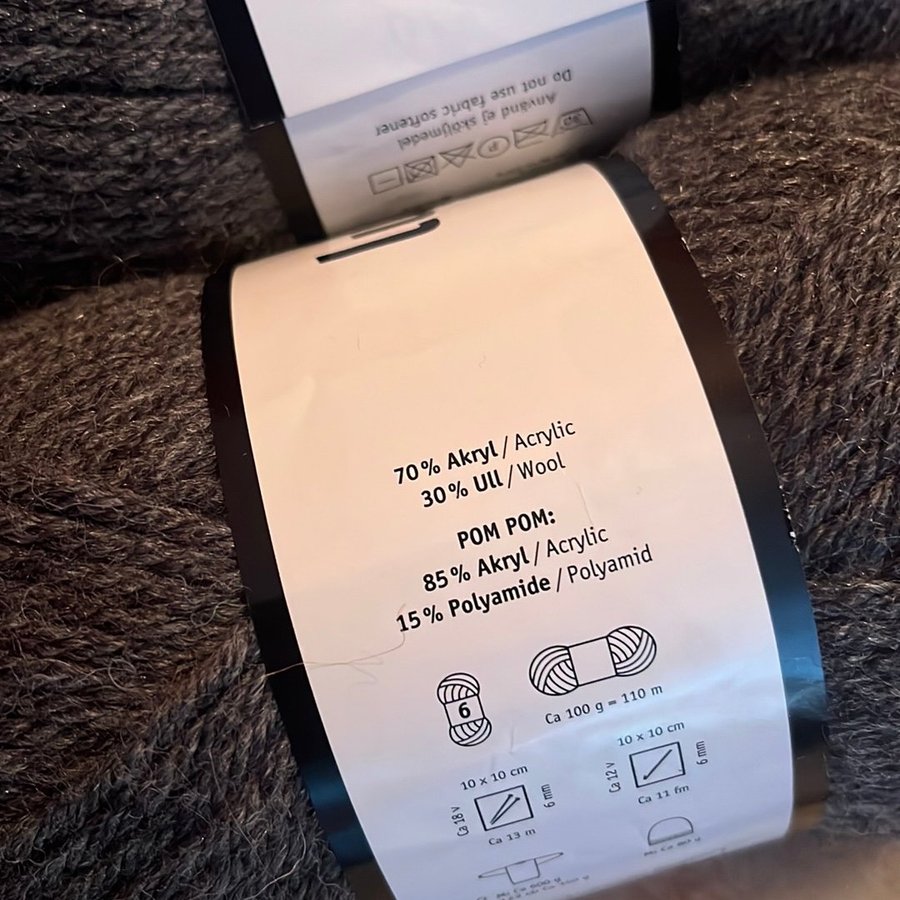 Do not use fabric softener
Använd ej sköljmedel
70% Akryl / Acrylic
30% Ull / Wool
POM POM:
85% Akryl / Acrylic
15% Polyamide / Polyamid
6
Ca 100 g = 110 m
10 x 10 cm
Ca 18 v
6 mm
Ca 13 m
10 x 10 cm
Ca 12 v
6 mm
Ca 11 fm